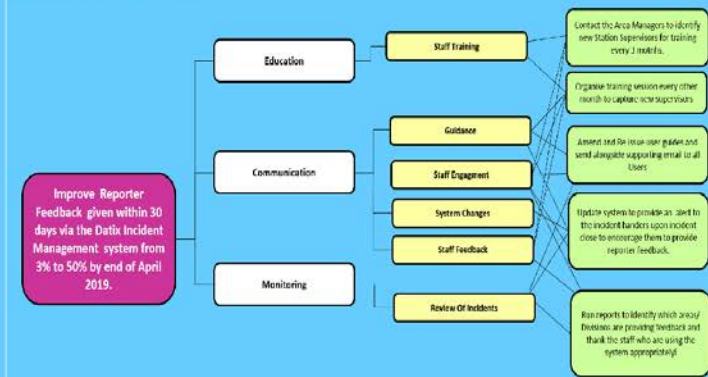 Improve Reporter
Feedback given within 30
days via the Datix Incident
Management system from
3% to 50% by end of April
2019.
Education
Communication
Monitoring
Staff Training
Guidance
Staff Engagment
System Changes
Staff Feedback
Review Of Incidents
Contact the Area Managers to identify
new Station Supervisors for training
every 3 motnhs.
Organise training session every other
month to capture new supervisors
Amend and Re issue user guides and
send alongside supporting email to all
Users
Update system to provide an alert to
the incident handers upon incident
close to encourage them to provide
reporter feedback.
Run reports to identify which areas/
Divisions are providing feedback and
thank the staff who are using the
system appropriately!